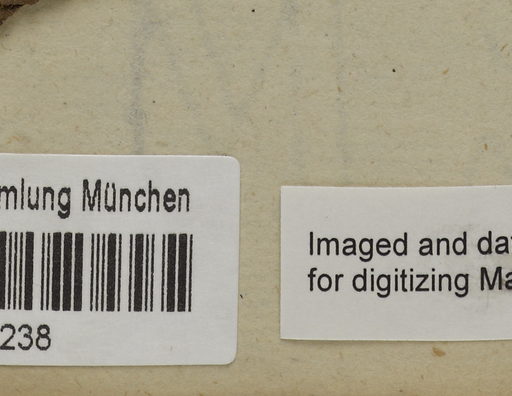 mlung München
238
Imaged and da
for digitizing Ma